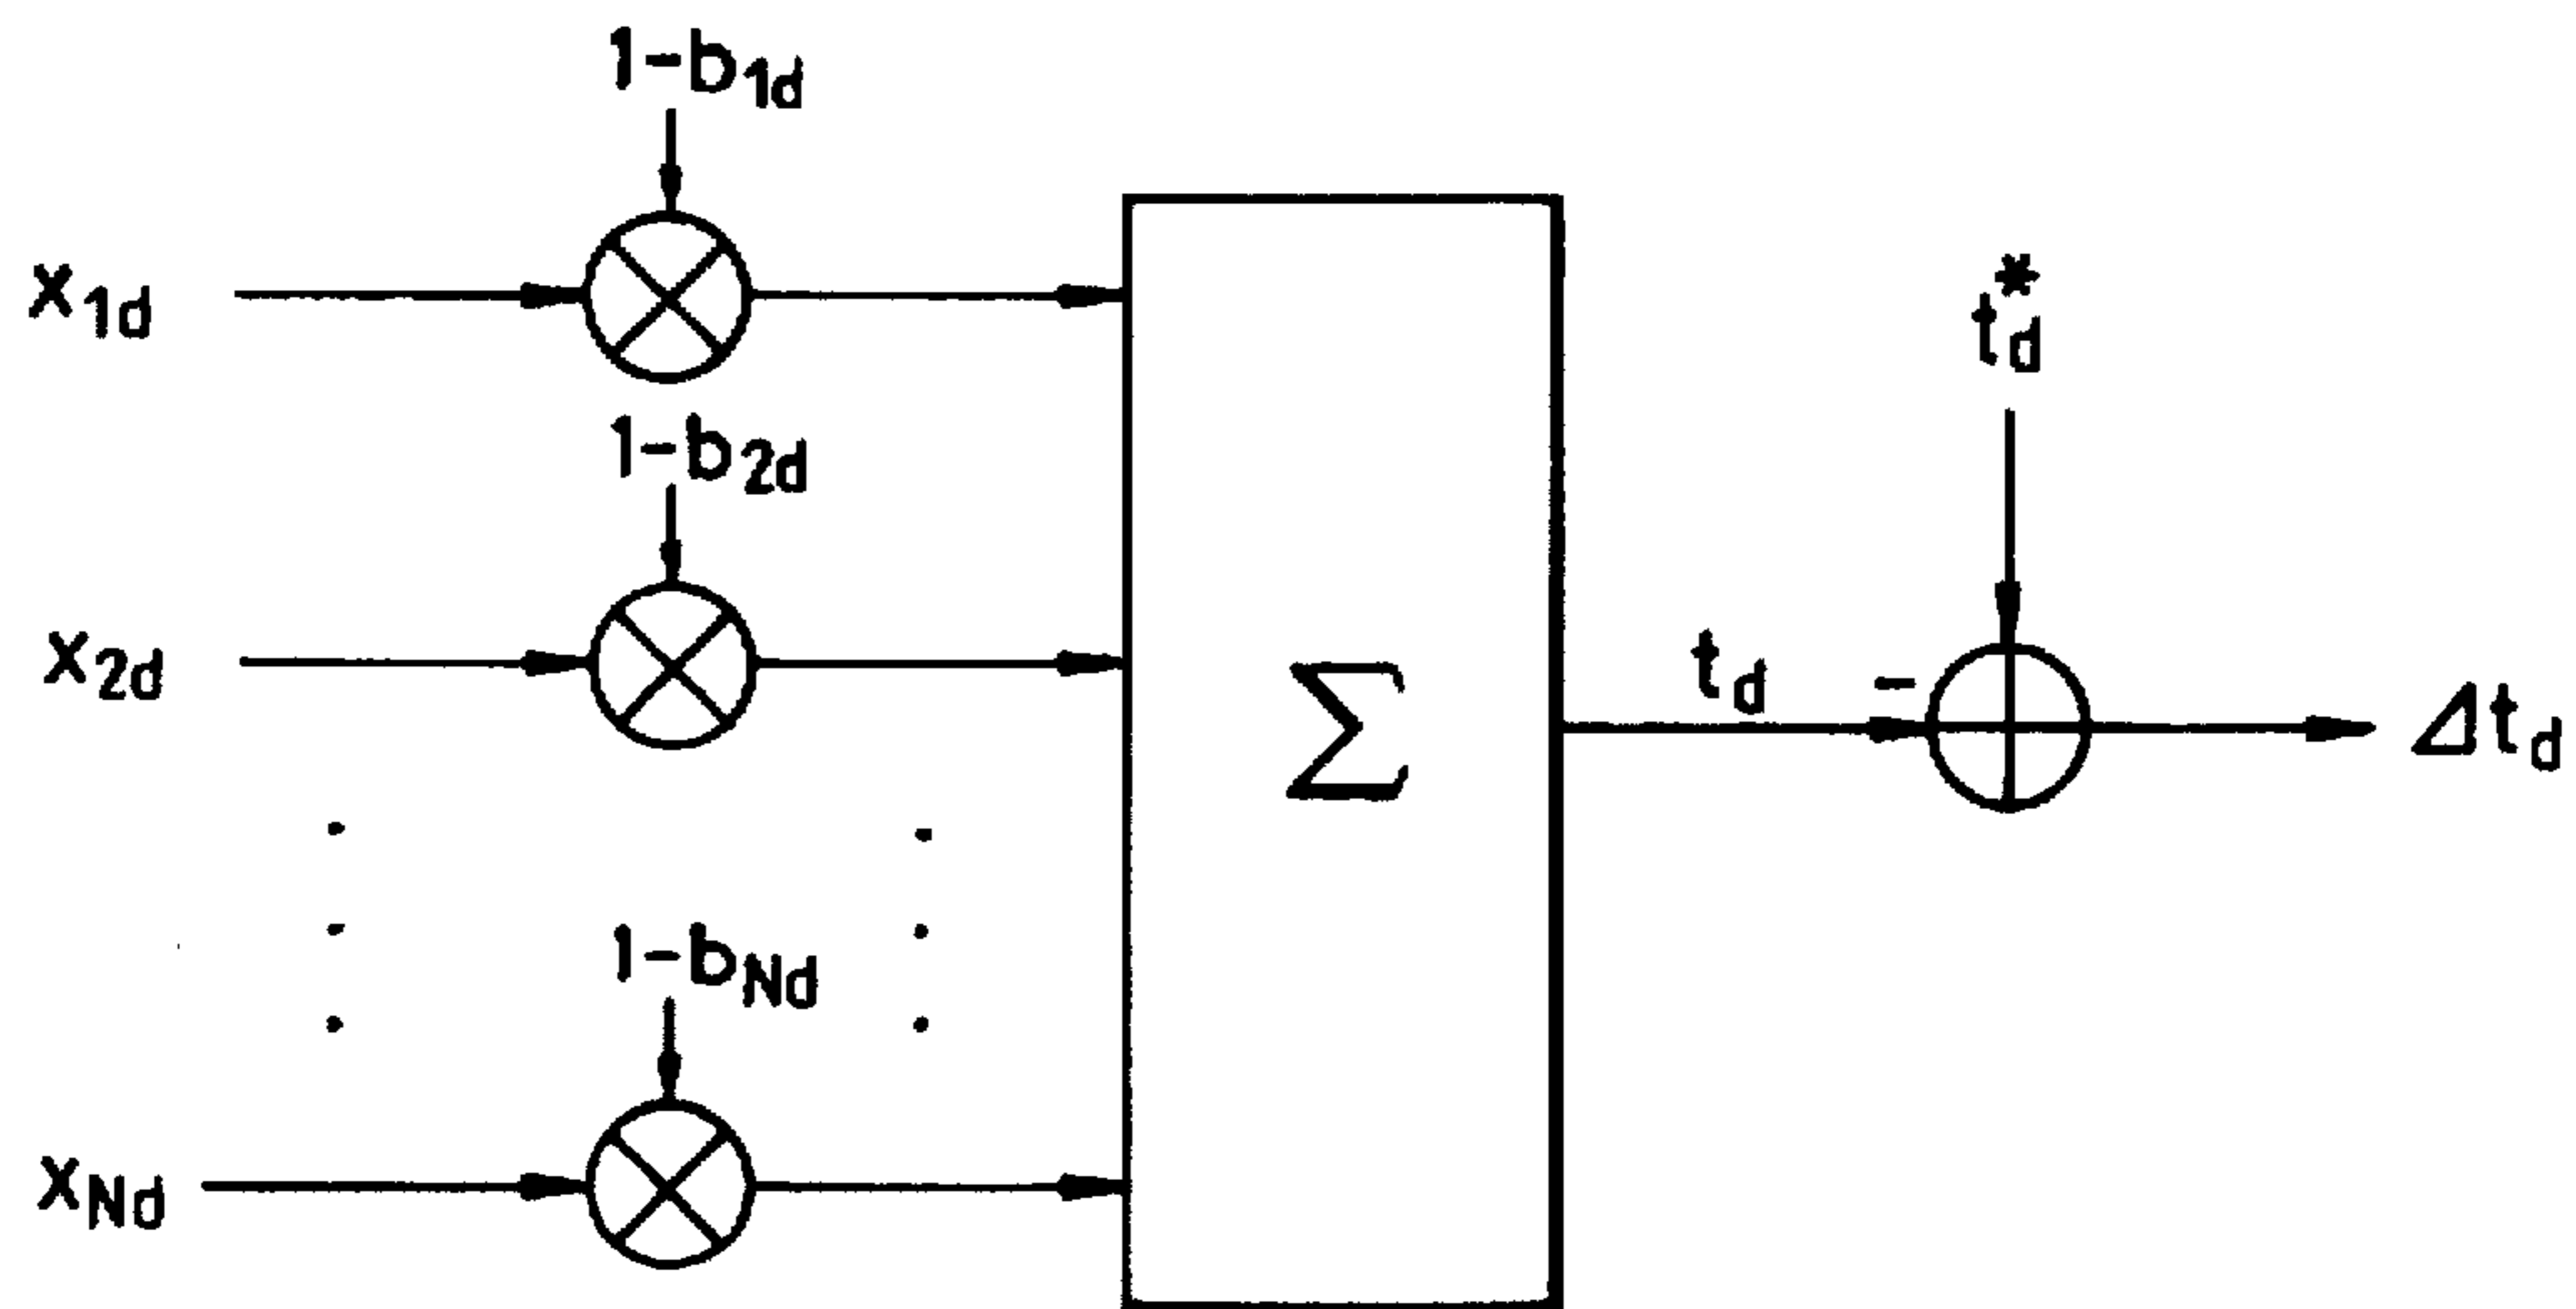 1-b1d
x1d
t*d
1-b2d
x2d
Σ
td
-
Δtd
1-bNd
xNd